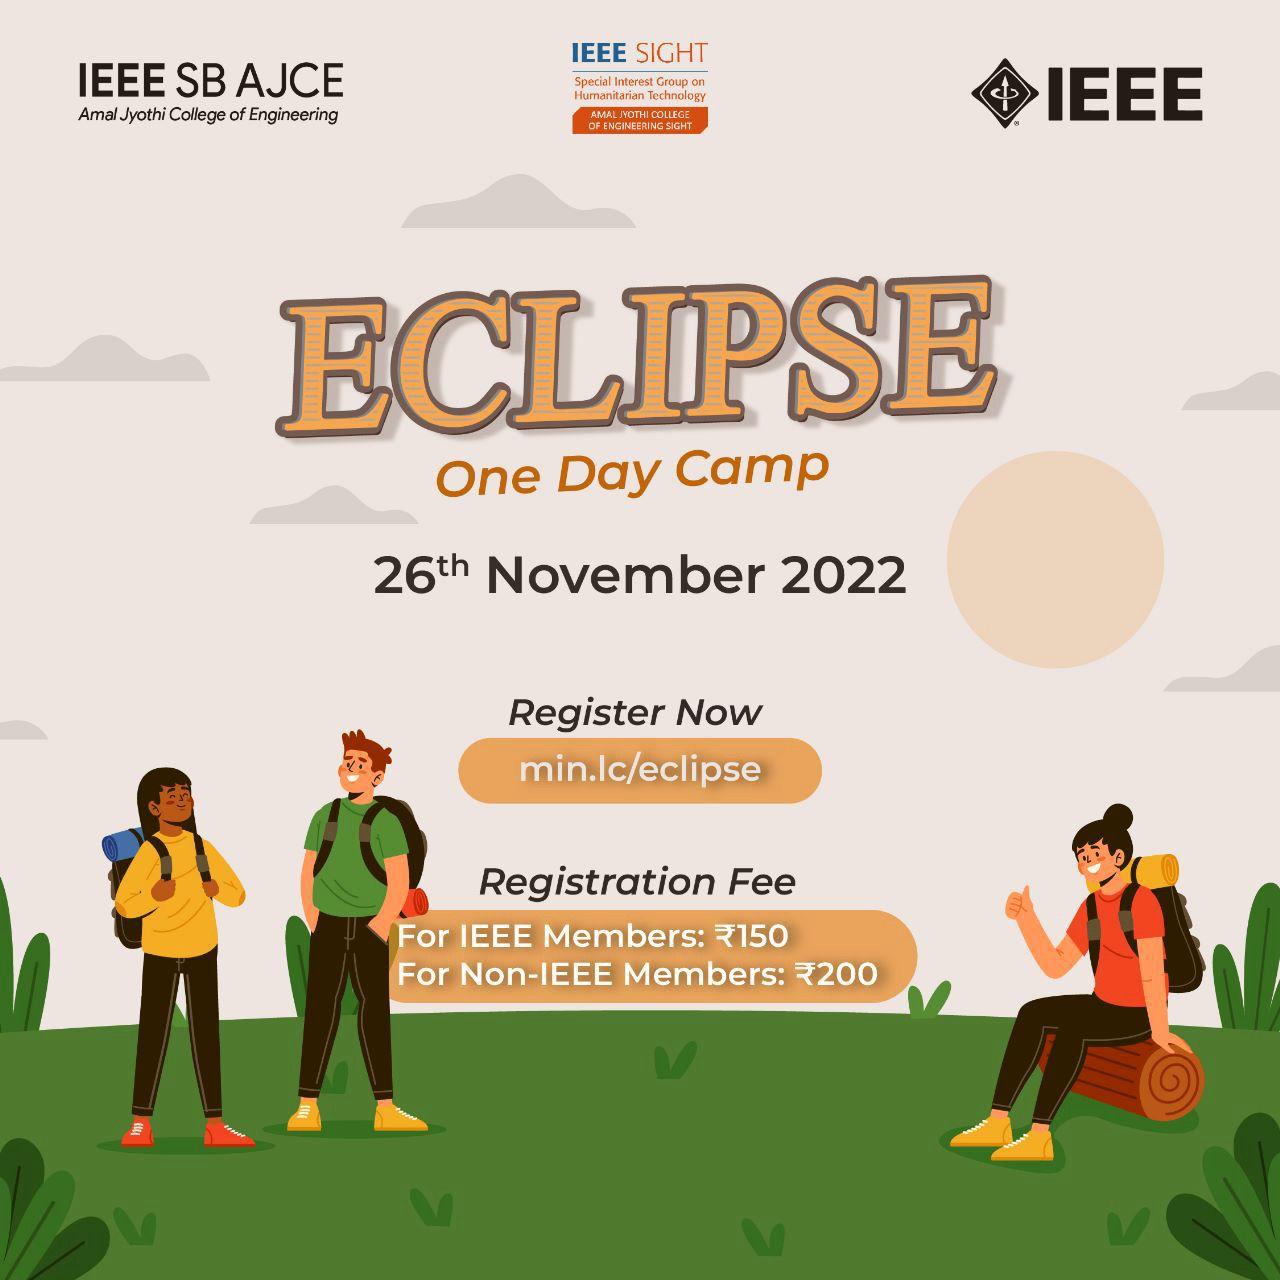 IEEE SB AJCE
Amal Jyothi College of Engineering
IEEE SIGHT
Special Interest Group on
Humanitarian Technology
AMAL JYOTHI COLLEGE
OF ENGINEERING SIGHT
IEEE
®
ECLIPSE
One Day Camp
26th November 2022
Register Now
min.lc/eclipse
Registration Fee
For IEEE Members: ₹150
For Non-IEEE Members: ₹200